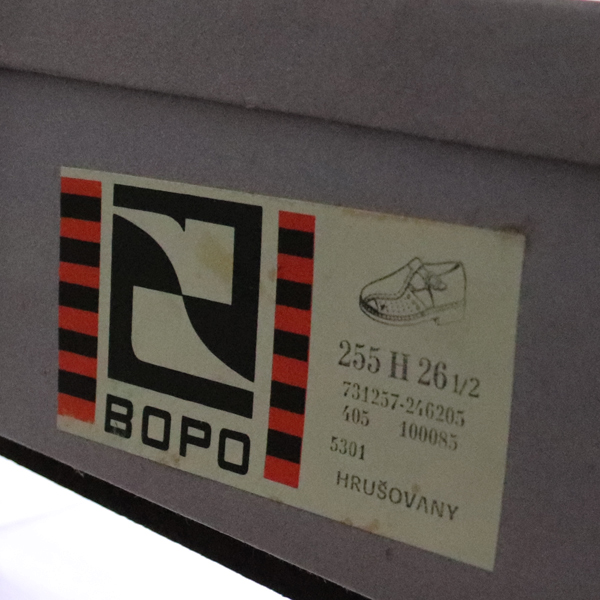 BOPO
255 H 26 1/2
731257-246205
405 100085
5301
HRUŠOVANY